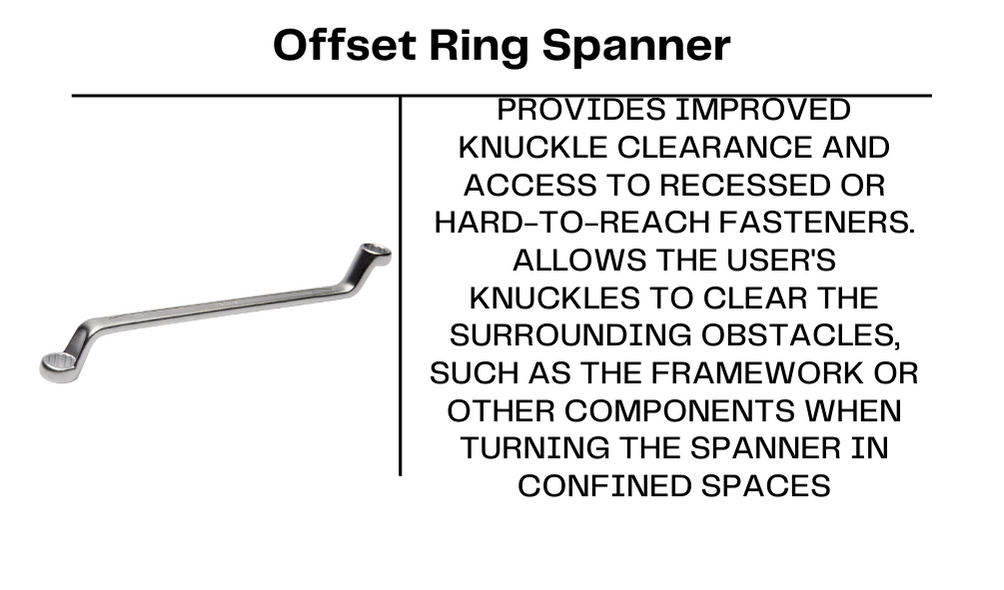 Offset Ring Spanner
PROVIDES IMPROVED
KNUCKLE CLEARANCE AND
ACCESS TO RECESSED OR
HARD-TO-REACH FASTENERS.
ALLOWS THE USER'S
KNUCKLES TO CLEAR THE
SURROUNDING OBSTACLES,
SUCH AS THE FRAMEWORK OR
OTHER COMPONENTS WHEN
TURNING THE SPANNER IN
CONFINED SPACES